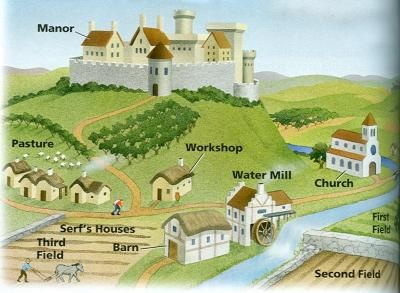 Manor
Pasture
Workshop
Water Mill
Church
Serf's Houses
First
Field
Third
Field
Barn
Second Field